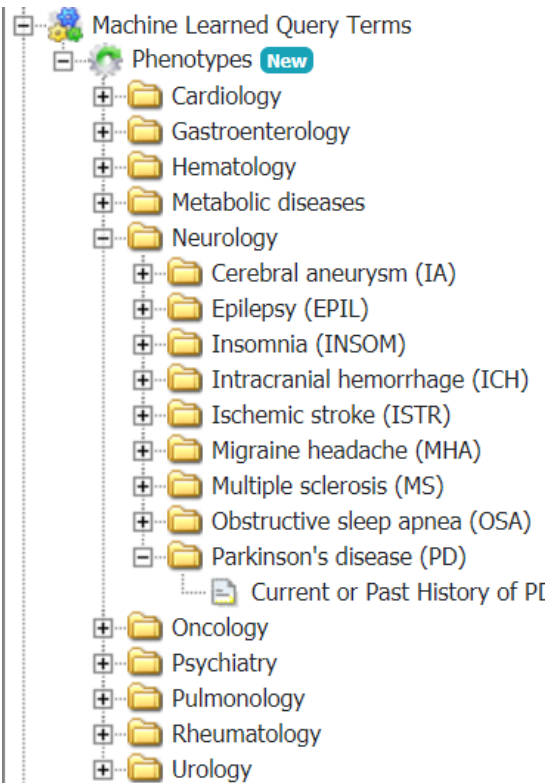 Machine Learned Query Terms
Phenotypes New
Cardiology
Gastroenterology
Hematology
Metabolic diseases
Neurology
Cerebral aneurysm (IA)
Epilepsy (EPIL)
Insomnia (INSOM)
Intracranial hemorrhage (ICH)
Ischemic stroke (ISTR)
Migraine headache (MHA)
Multiple sclerosis (MS)
Obstructive sleep apnea (OSA)
Parkinson's disease (PD)
Current or Past History of PD
Oncology
Psychiatry
Pulmonology
Rheumatology
Urology